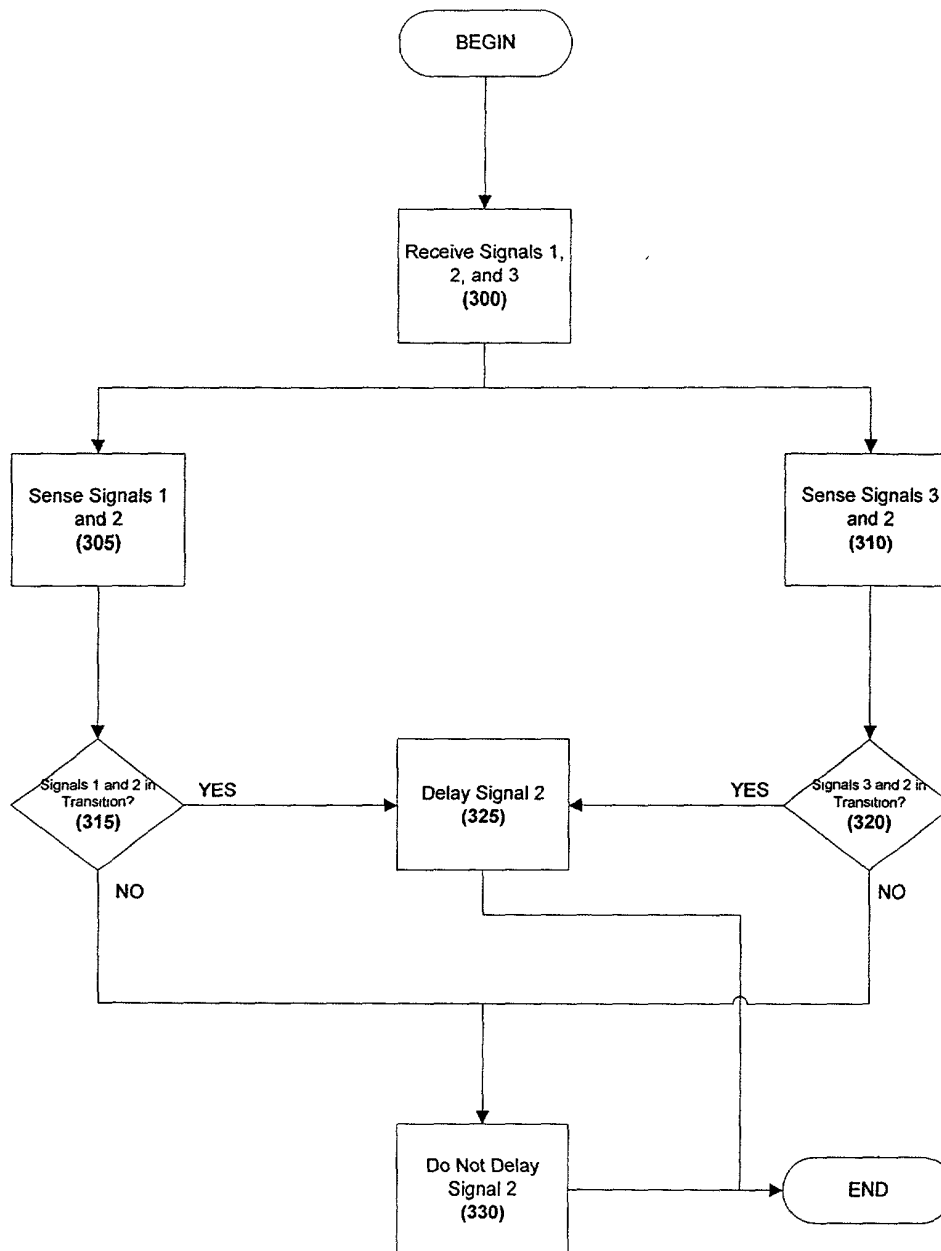 BEGIN
Receive Signals 1,
2, and 3
(300)
Sense Signals 1
and 2
(305)
Sense Signals 3
and 2
(310)
Signals 1 and 2 in
Transition?
(315)
YES
NO
Delay Signal 2
(325)
YES
Signals 3 and 2 in
Transition?
(320)
NO
Do Not Delay
Signal 2
(330)
END